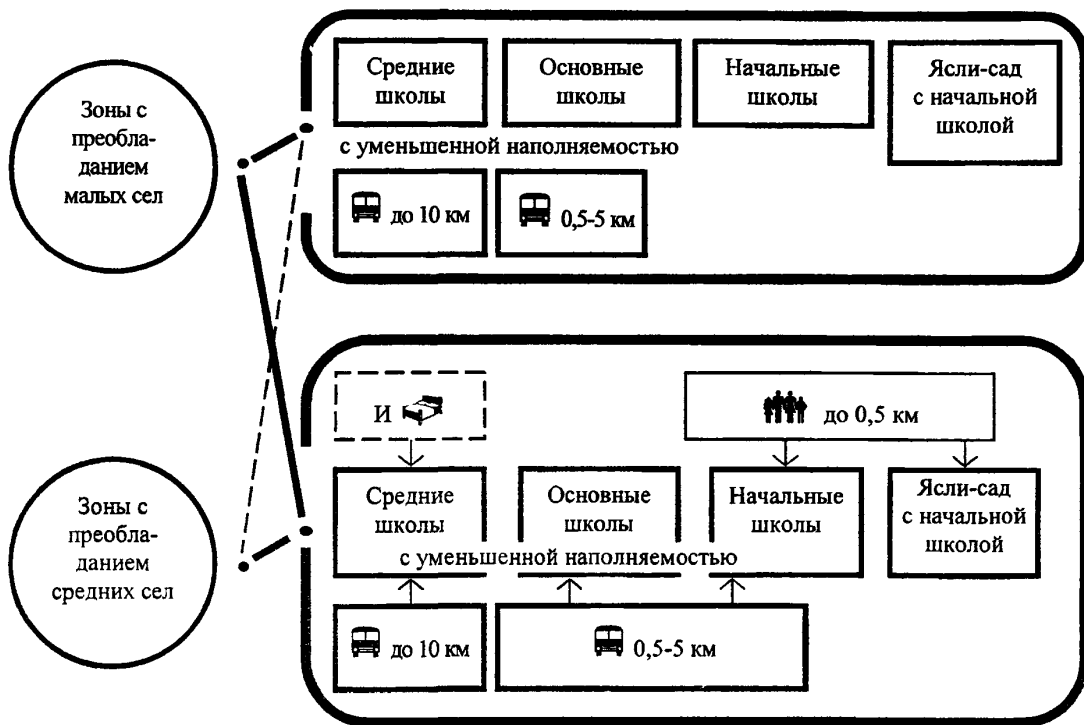 Зоны с
преобла-
данием
малых сел
Средние
школы
Основные
школы
Начальные
школы
Ясли-сад
с начальной
школой
с уменьшенной наполняемостью
до 10 км
0,5-5 км
Зоны с
преобла-
данием
средних сел
И
до 0,5 км
Средние
школы
Основные
школы
Начальные
школы
Ясли-сад
с начальной
школой
с уменьшенной наполняемостью
до 10 км
0,5-5 км